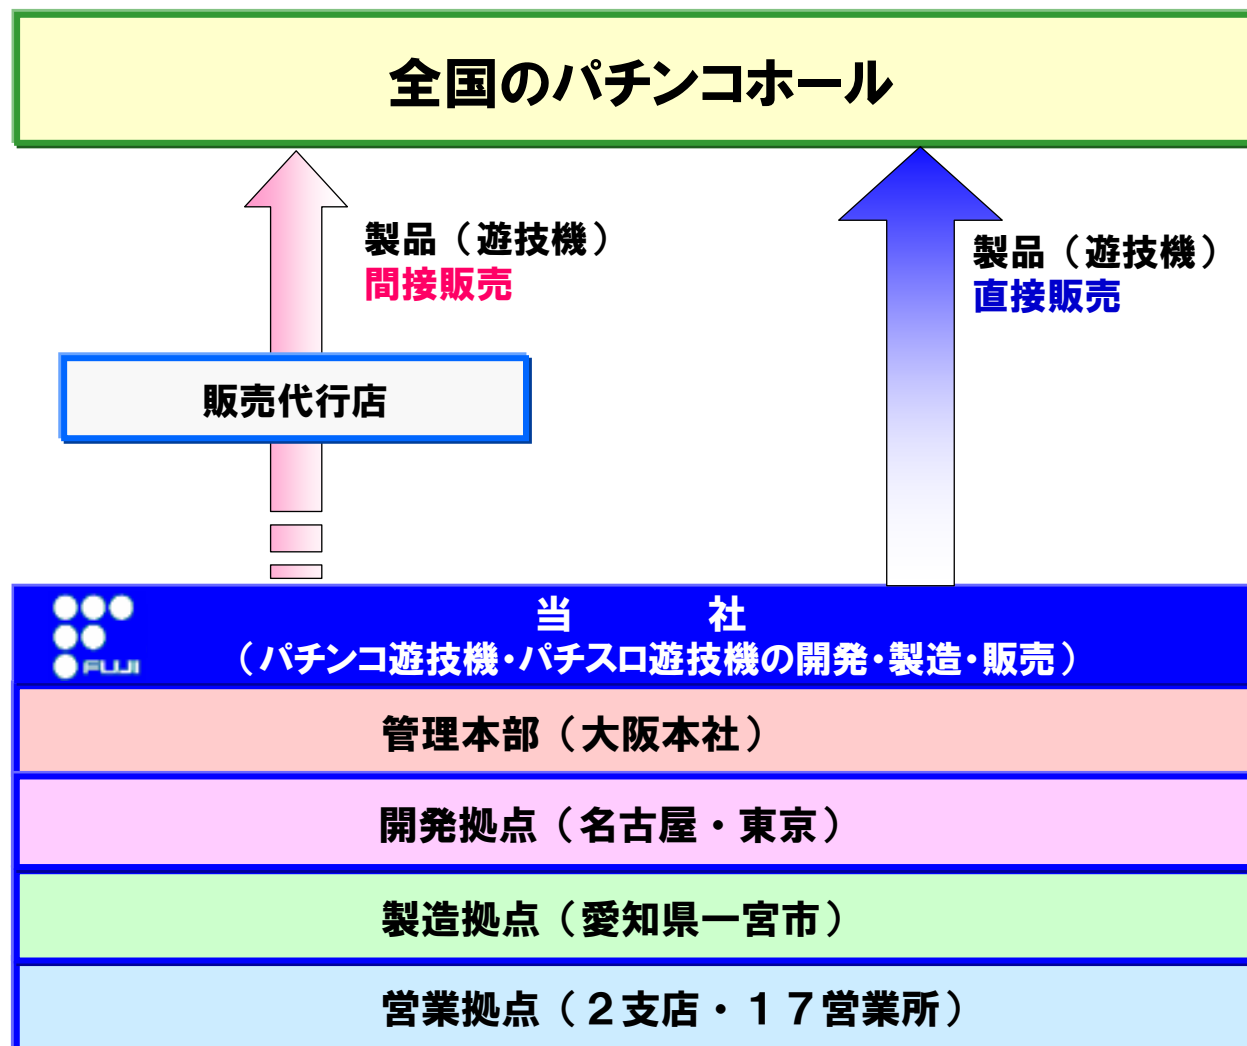 全国のパチンコホール
製品（遊技機）
間接販売
製品（遊技機）
直接販売
販売代行店
当　社
FUJI
（パチンコ遊技機・パチスロ遊技機の開発・製造・販売）
管理本部（大阪本社）
開発拠点（名古屋・東京）
製造拠点（愛知県一宮市）
営業拠点（２支店・１７営業所）